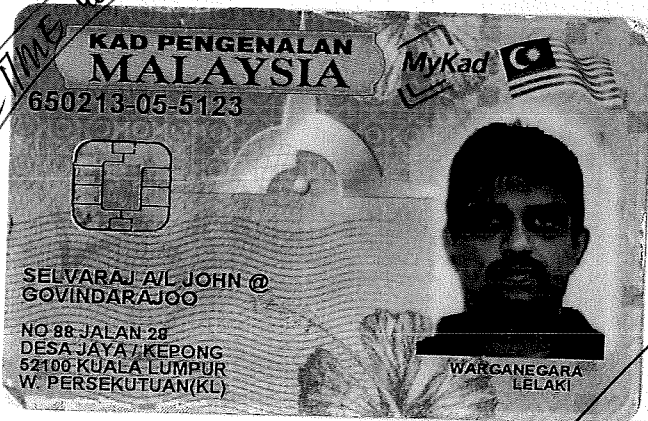 KAD PENGENALAN
MALAYSIA
MyKad
650213-05-5123
SELVARAJ A/L JOHN @
GOVINDARAJOO
NO 88 JALAN 28
DESA JAYA / KEPONG
52100 KUALA LUMPUR
W. PERSEKUTUAN(KL)
WARGANEGARA
LELAKI